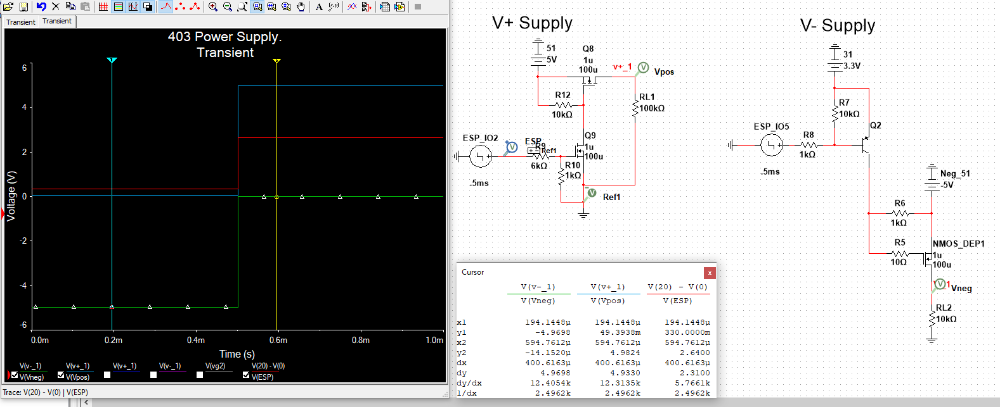 Transient
Transient
403 Power Supply.
Transient
6
4
2
0
-2
-4
-6
Voltage (V)
0.0m
0.2m
0.4m
0.6m
0.8m
1.0m
Time (s)
V(v-_1)
V(Vneg)
V(v+_1)
V(Vpos)
V(v+_1)
V(v-_1)
V(vg2)
V(20) - V(0)
V(ESP)
Trace: V(20) - V(0) | V(ESP)
V+ Supply
51
5V
Q8
1u
100u
v+_1
Vpos
R12
10kΩ
RL1
100kΩ
ESP_IO2
.5ms
ESP
Ref1
R9
6kΩ
Q9
1u
100u
R10
1kΩ
Ref1
V- Supply
31
3.3V
R7
10kΩ
Q2
ESP_IO5
.5ms
R8
1kΩ
Neg_51
-5V
R6
1kΩ
R5
10Ω
NMOS_DEP1
1u
100u
Vneg
RL2
10kΩ
Cursor
V(v-_1) V(v+_1) V(20) - V(0)
V(Vneg) V(Vpos) V(ESP)
x1 194.1448µ 194.1448µ 194.1448µ
y1 -4.9698 49.3938m 330.0000m
x2 594.7612µ 594.7612µ 594.7612µ
y2 -14.1520µ 4.9824 2.6400
dx 400.6163µ 400.6163µ 400.6163µ
dy 4.9698 4.9330 2.3100
dy/dx 12.4054k 12.3135k 5.7661k
1/dx 2.4962k 2.4962k 2.4962k